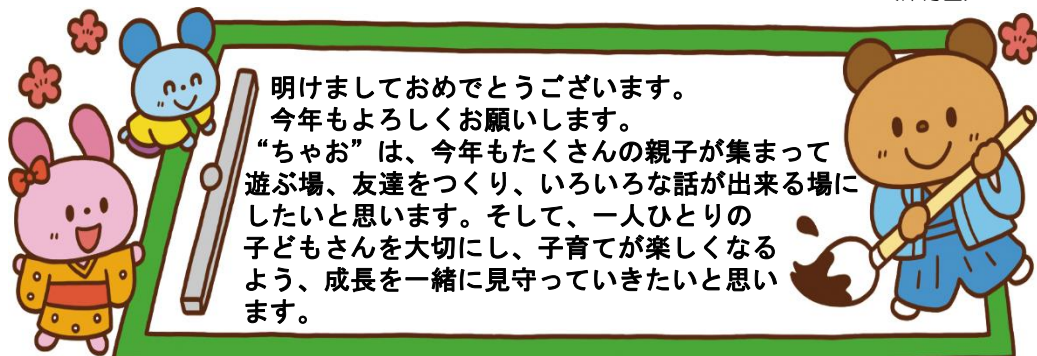 明けましておめでとうございます。
今年もよろしくお願いします。
“ちゃお”は、今年もたくさんの親子が集まって
遊ぶ場、友達をつくり、いろいろな話が出来る場に
したいと思います。そして、一人ひとりの
子どもさんを大切にし、子育てが楽しくなる
よう、成長を一緒に見守っていきたいと思い
ます。